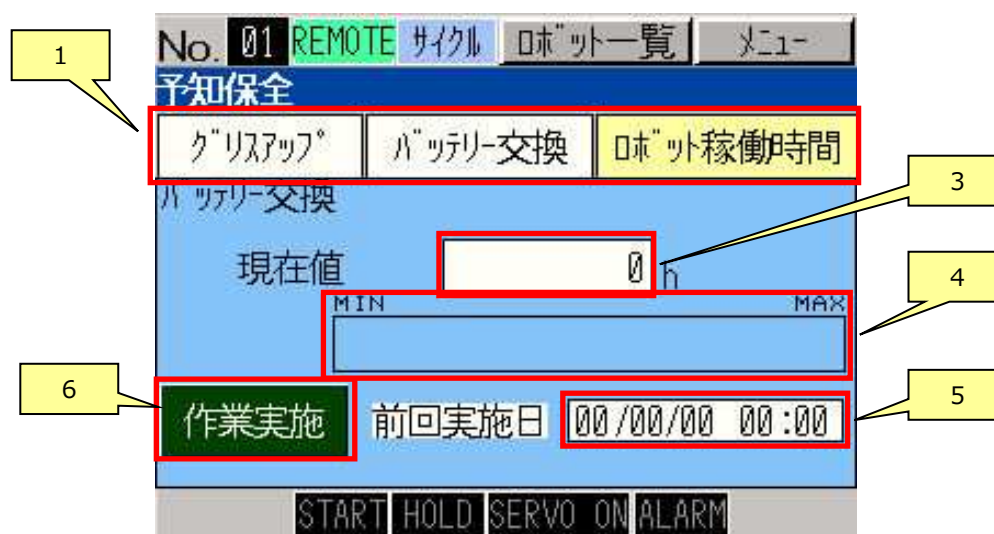 1
No. 01 REMOTE ｻｲｸﾙ ﾛﾎﾞｯﾄ一覧 ﾒﾆｭｰ
予知保全
ｸﾞﾘｽｱｯﾌﾟ ﾊﾞｯﾃﾘｰ交換 ﾛﾎﾞｯﾄ稼働時間
ﾊﾞｯﾃﾘｰ交換
3
現在値 0 h
4
MIN MAX
6
5
作業実施 前回実施日 00/00/00 00:00
START HOLD SERVO ON ALARM